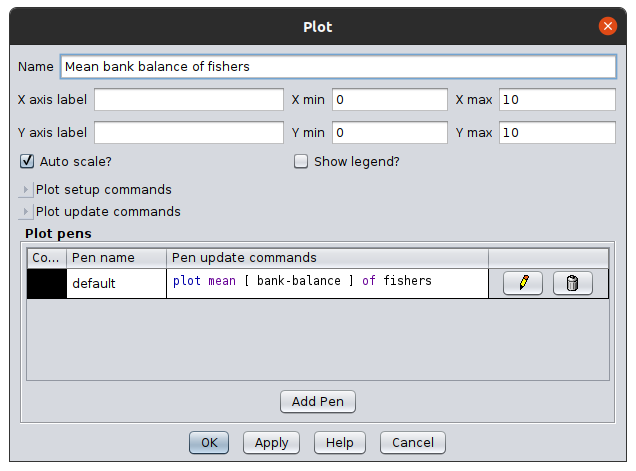 Plot
Name Mean bank balance of fishers
X axis label X min 0 X max 10
Y axis label Y min 0 Y max 10
Auto scale? Show legend?
Plot setup commands
Plot update commands
Plot pens
Co... Pen name Pen update commands
default plot mean [ bank-balance ] of fishers
Add Pen
OK Apply Help Cancel